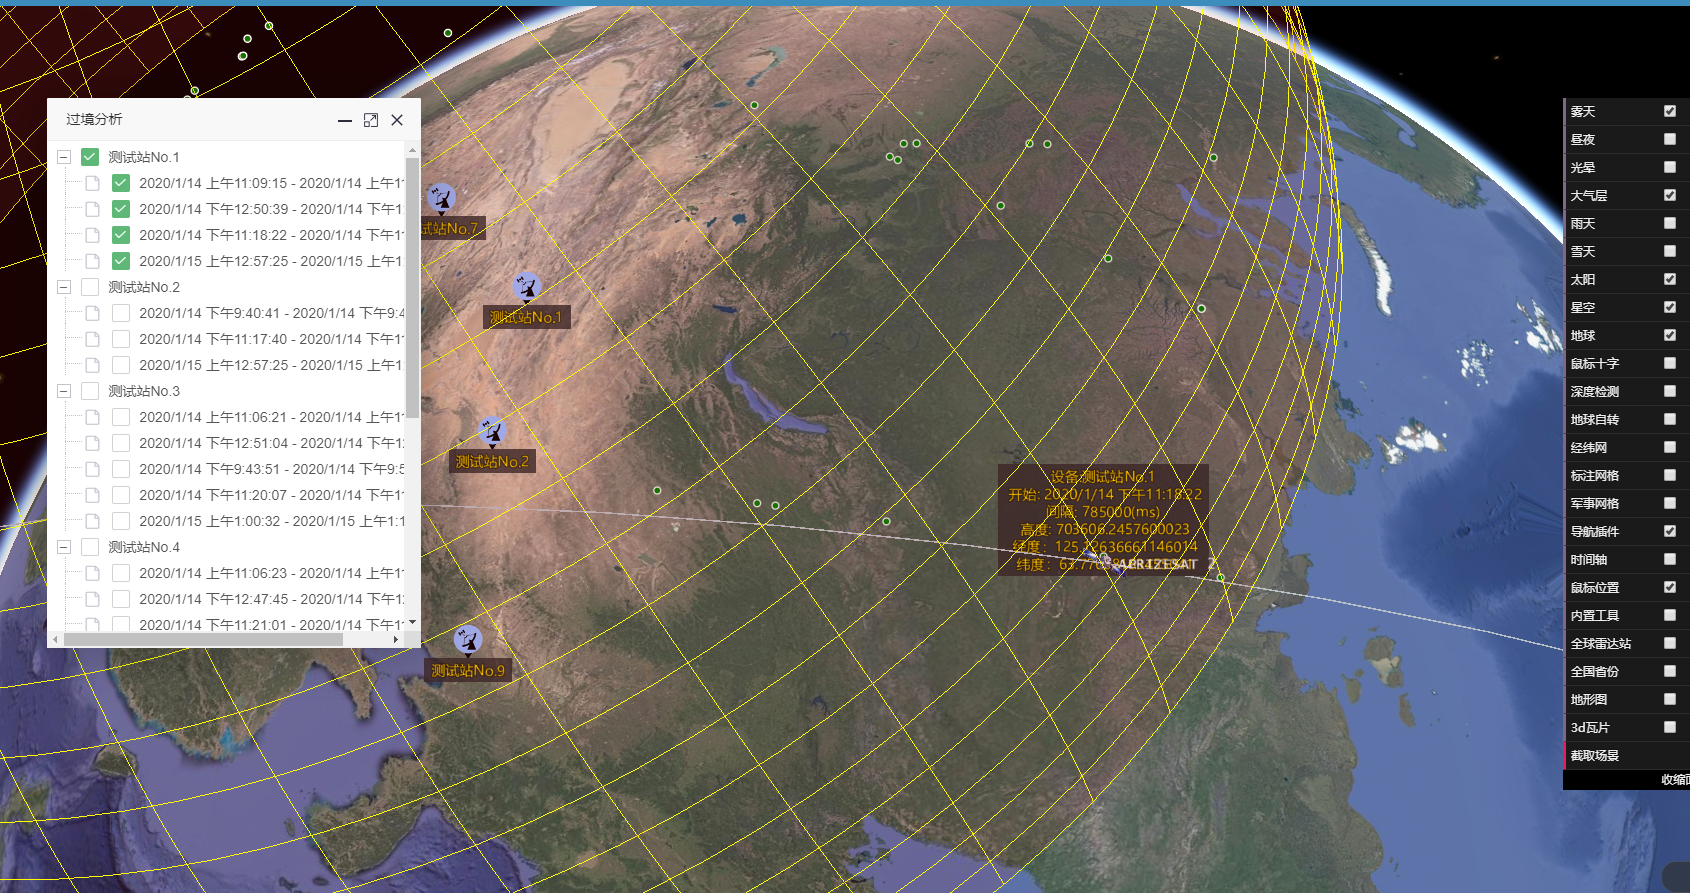 过境分析
测试站No.1
2020/1/14 上午11:09:15 - 2020/1/14 上午1
2020/1/14 下午12:50:39 - 2020/1/14 下午1
2020/1/14 下午11:18:22 - 2020/1/14 下午1
2020/1/15 上午12:57:25 - 2020/1/15 上午1
测试站No.2
2020/1/14 下午9:40:41 - 2020/1/14 下午9:4
2020/1/14 下午11:17:40 - 2020/1/14 下午1
2020/1/15 上午12:57:25 - 2020/1/15 上午1
测试站No.3
2020/1/14 上午11:06:21 - 2020/1/14 上午1
2020/1/14 下午12:51:04 - 2020/1/14 下午1
2020/1/14 下午9:43:51 - 2020/1/14 下午9:5
2020/1/14 下午11:20:07 - 2020/1/14 下午1
2020/1/15 上午1:00:32 - 2020/1/15 上午1:1
测试站No.4
2020/1/14 上午11:06:23 - 2020/1/14 上午1
2020/1/14 下午12:47:45 - 2020/1/14 下午1
2020/1/14 下午11:21:01 - 2020/1/14 下午1
试站No.7
测试站No.1
测试站No.2
测试站No.9
设备:测试站No.1
开始: 2020/1/14 下午11:18:22
间隔: 785000(ms)
高度: 703606.2457600023
经度: 125.22636661146014
纬度: 63.77
APRIZESAT 2
雾天
昼夜
光晕
大气层
雨天
雪天
太阳
星空
地球
鼠标十字
深度检测
地球自转
经纬网
标注网格
军事网格
导航插件
时间轴
鼠标位置
内置工具
全球雷达站
全国省份
地形图
3d瓦片
截取场景
收缩